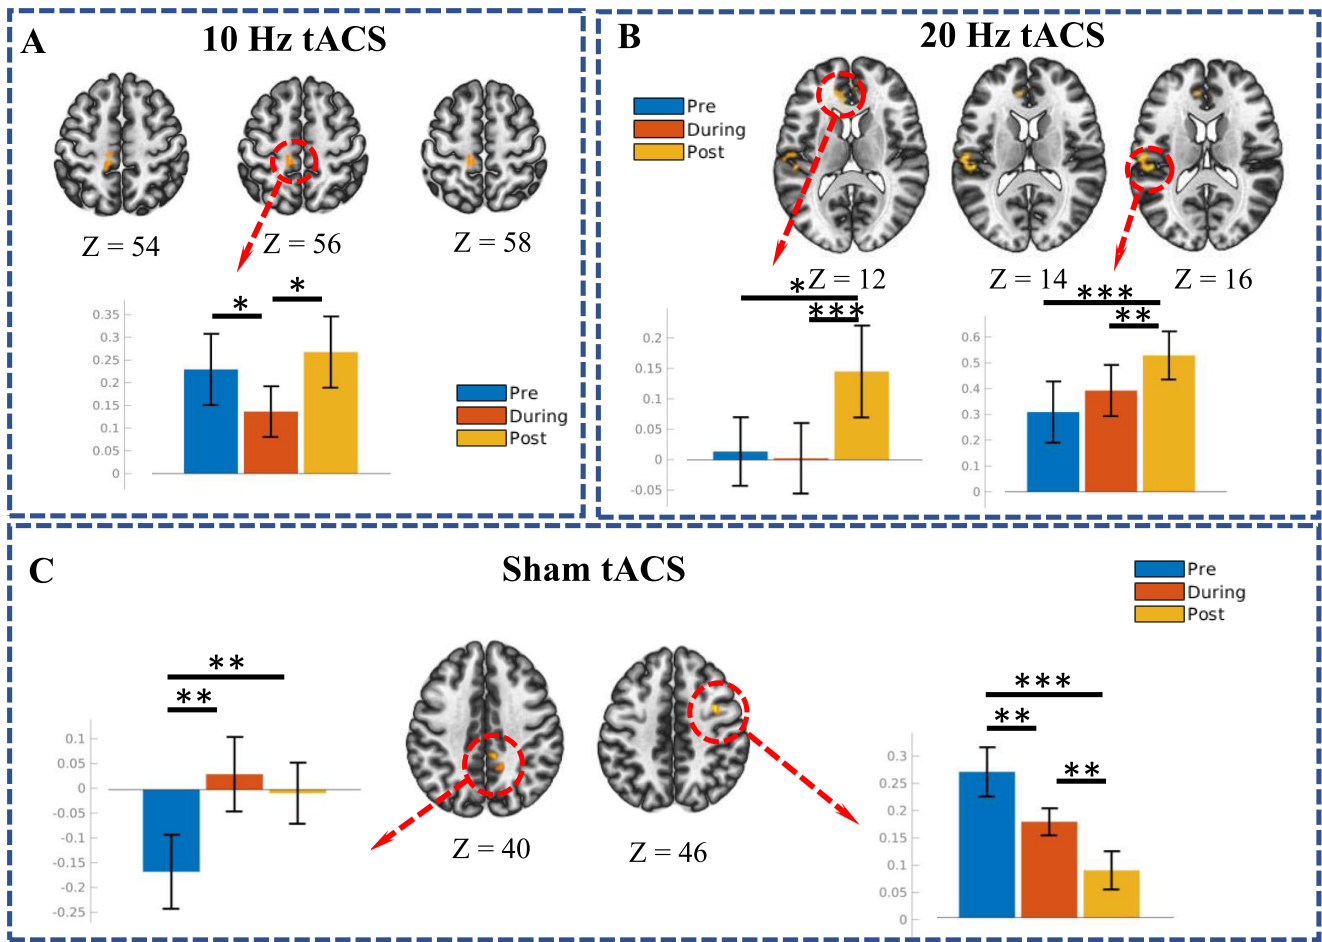 A
10 Hz tACS
Z = 54
Z = 56
Z = 58
*
*
0.35
0.3
0.25
0.2
0.15
0.1
0.05
0
Pre
During
Post
B
20 Hz tACS
Pre
During
Post
Z = 12
Z = 14
Z = 16
*
***
0.2
0.15
0.1
0.05
0
-0.05
***
**
0.6
0.5
0.4
0.3
0.2
0.1
0
C
Sham tACS
Pre
During
Post
**
**
0.1
0.05
0
-0.05
-0.1
-0.15
-0.2
-0.25
Z = 40
Z = 46
***
**
**
0.3
0.25
0.2
0.15
0.1
0.05
0